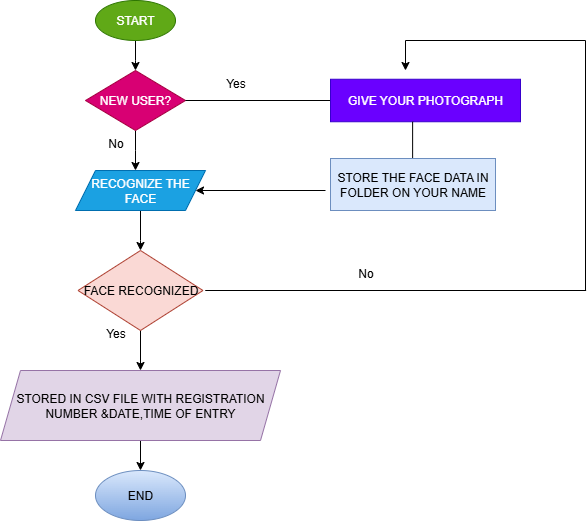 START
NEW USER?
Yes
GIVE YOUR PHOTOGRAPH
No
RECOGNIZE THE
FACE
STORE THE FACE DATA IN
FOLDER ON YOUR NAME
FACE RECOGNIZED
No
Yes
STORED IN CSV FILE WITH REGISTRATION
NUMBER &DATE,TIME OF ENTRY
END